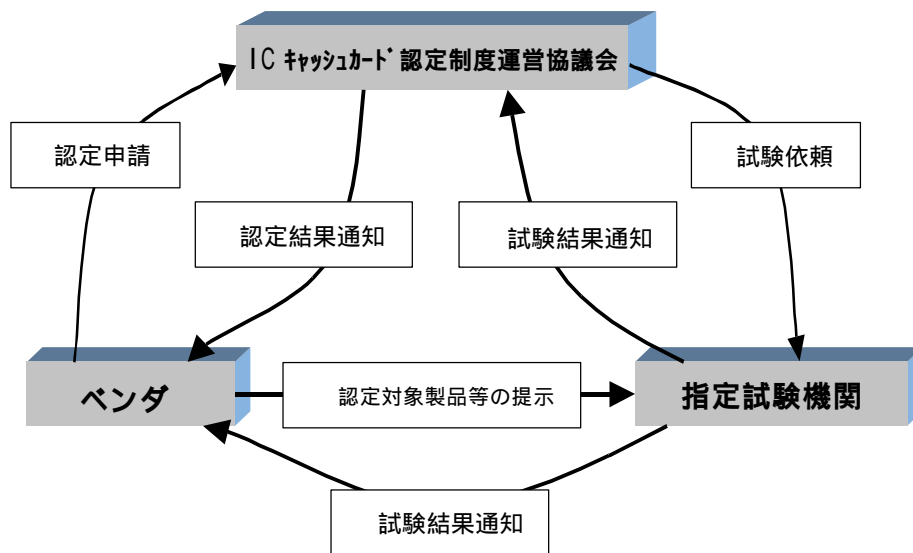 ICｷｬｯｼｭｶｰﾄﾞ認定制度運営協議会
認定申請
試験依頼
認定結果通知
試験結果通知
ベンダ
認定対象製品等の提示
指定試験機関
試験結果通知